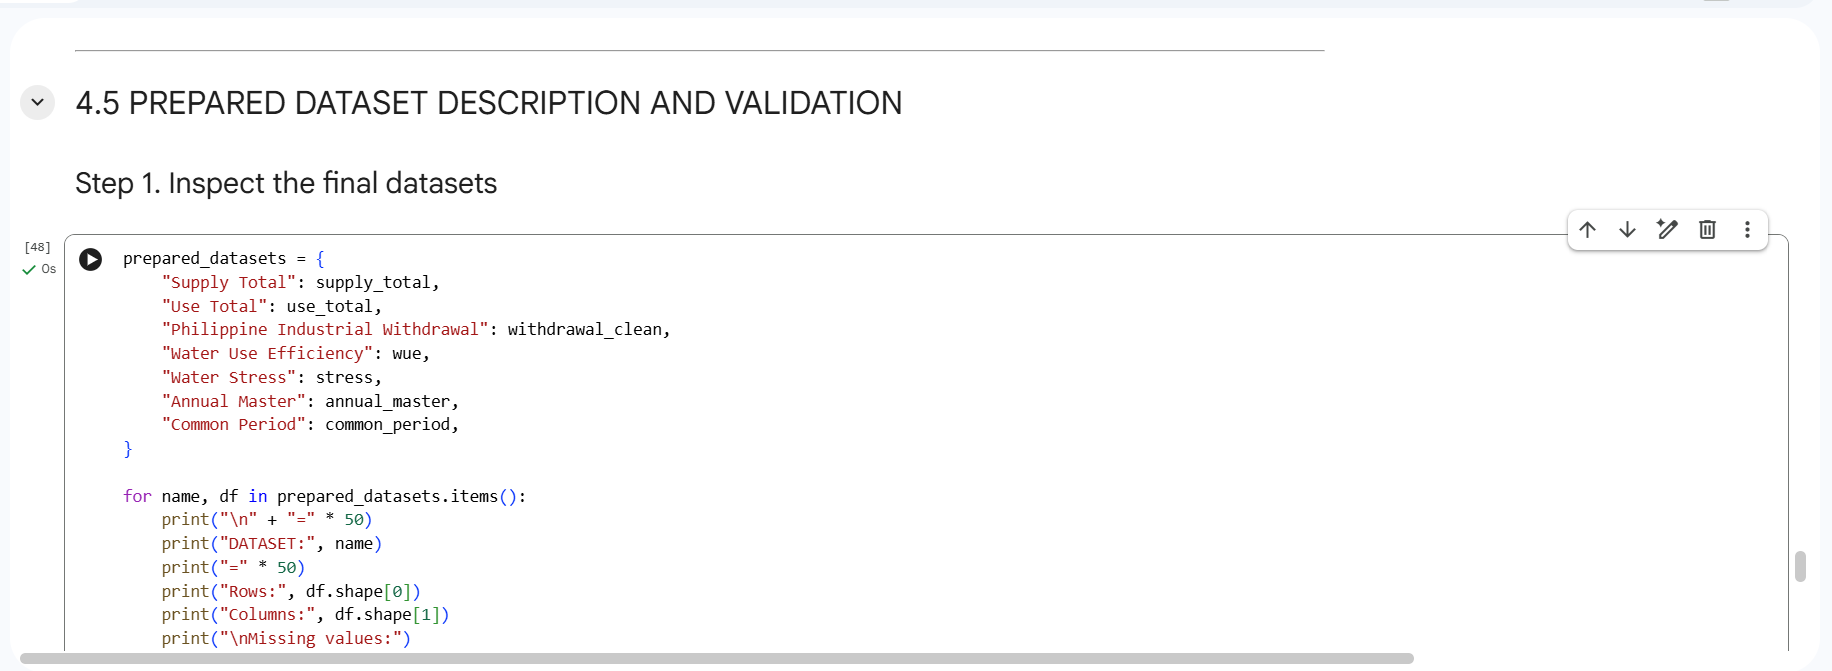 4.5 PREPARED DATASET DESCRIPTION AND VALIDATION
Step 1. Inspect the final datasets
[48]
0s
prepared_datasets = {
    "Supply Total": supply_total,
    "Use Total": use_total,
    "Philippine Industrial Withdrawal": withdrawal_clean,
    "Water Use Efficiency": wue,
    "Water Stress": stress,
    "Annual Master": annual_master,
    "Common Period": common_period,
}
for name, df in prepared_datasets.items():
    print("\n" + "=" * 50)
    print("DATASET:", name)
    print("=" * 50)
    print("Rows:", df.shape[0])
    print("Columns:", df.shape[1])
    print("\nMissing values:")